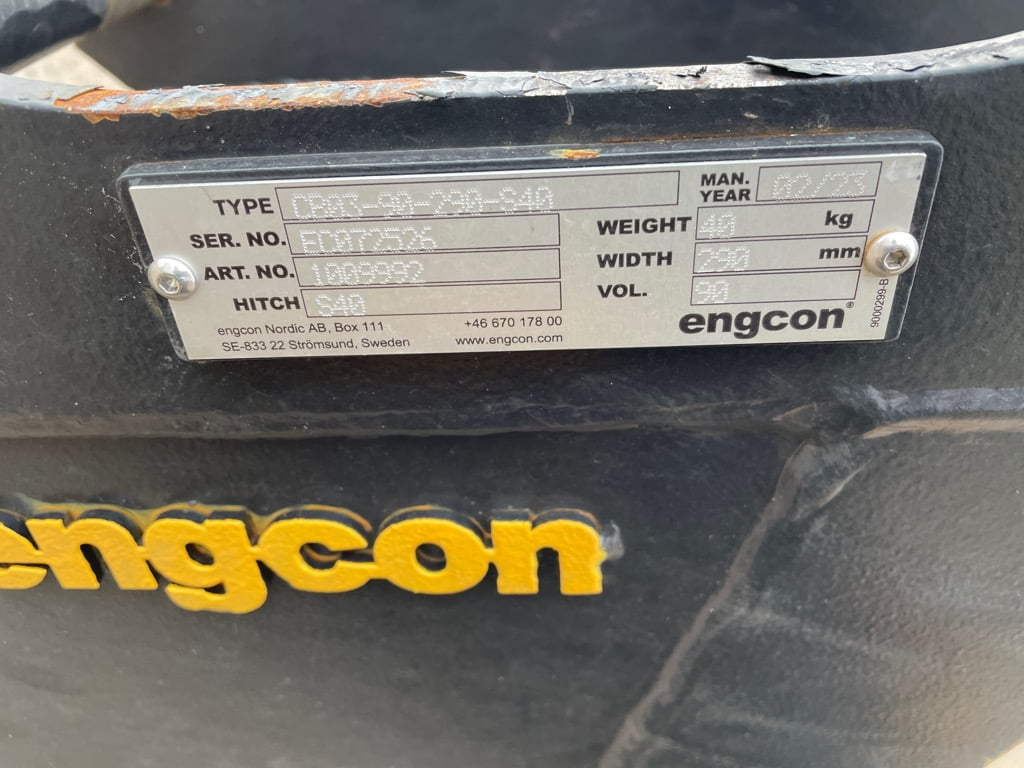 TYPE CB03-90-290-S40
MAN. YEAR 02/23
SER. NO. EC072526
WEIGHT 40 kg
ART. NO. 1009992
WIDTH 290 mm
HITCH S40
VOL. 90
engcon Nordic AB, Box 111 +46 670 178 00
SE-833 22 Strömsund, Sweden www.engcon.com
engcon®
9000299-B
engcon